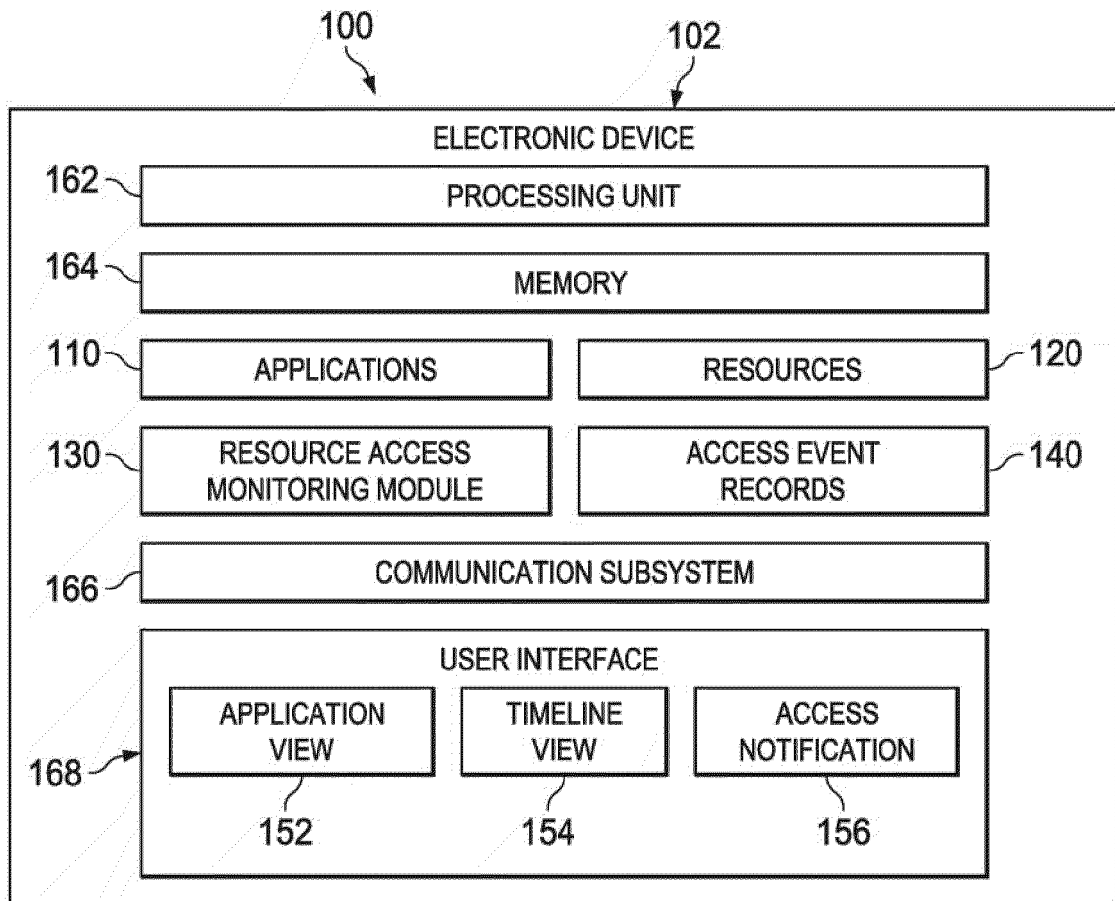 100
102
ELECTRONIC DEVICE
162
PROCESSING UNIT
164
MEMORY
110
APPLICATIONS
RESOURCES
120
130
RESOURCE ACCESS
MONITORING MODULE
ACCESS EVENT
RECORDS
140
166
COMMUNICATION SUBSYSTEM
USER INTERFACE
168
APPLICATION
VIEW
TIMELINE
VIEW
ACCESS
NOTIFICATION
152
154
156